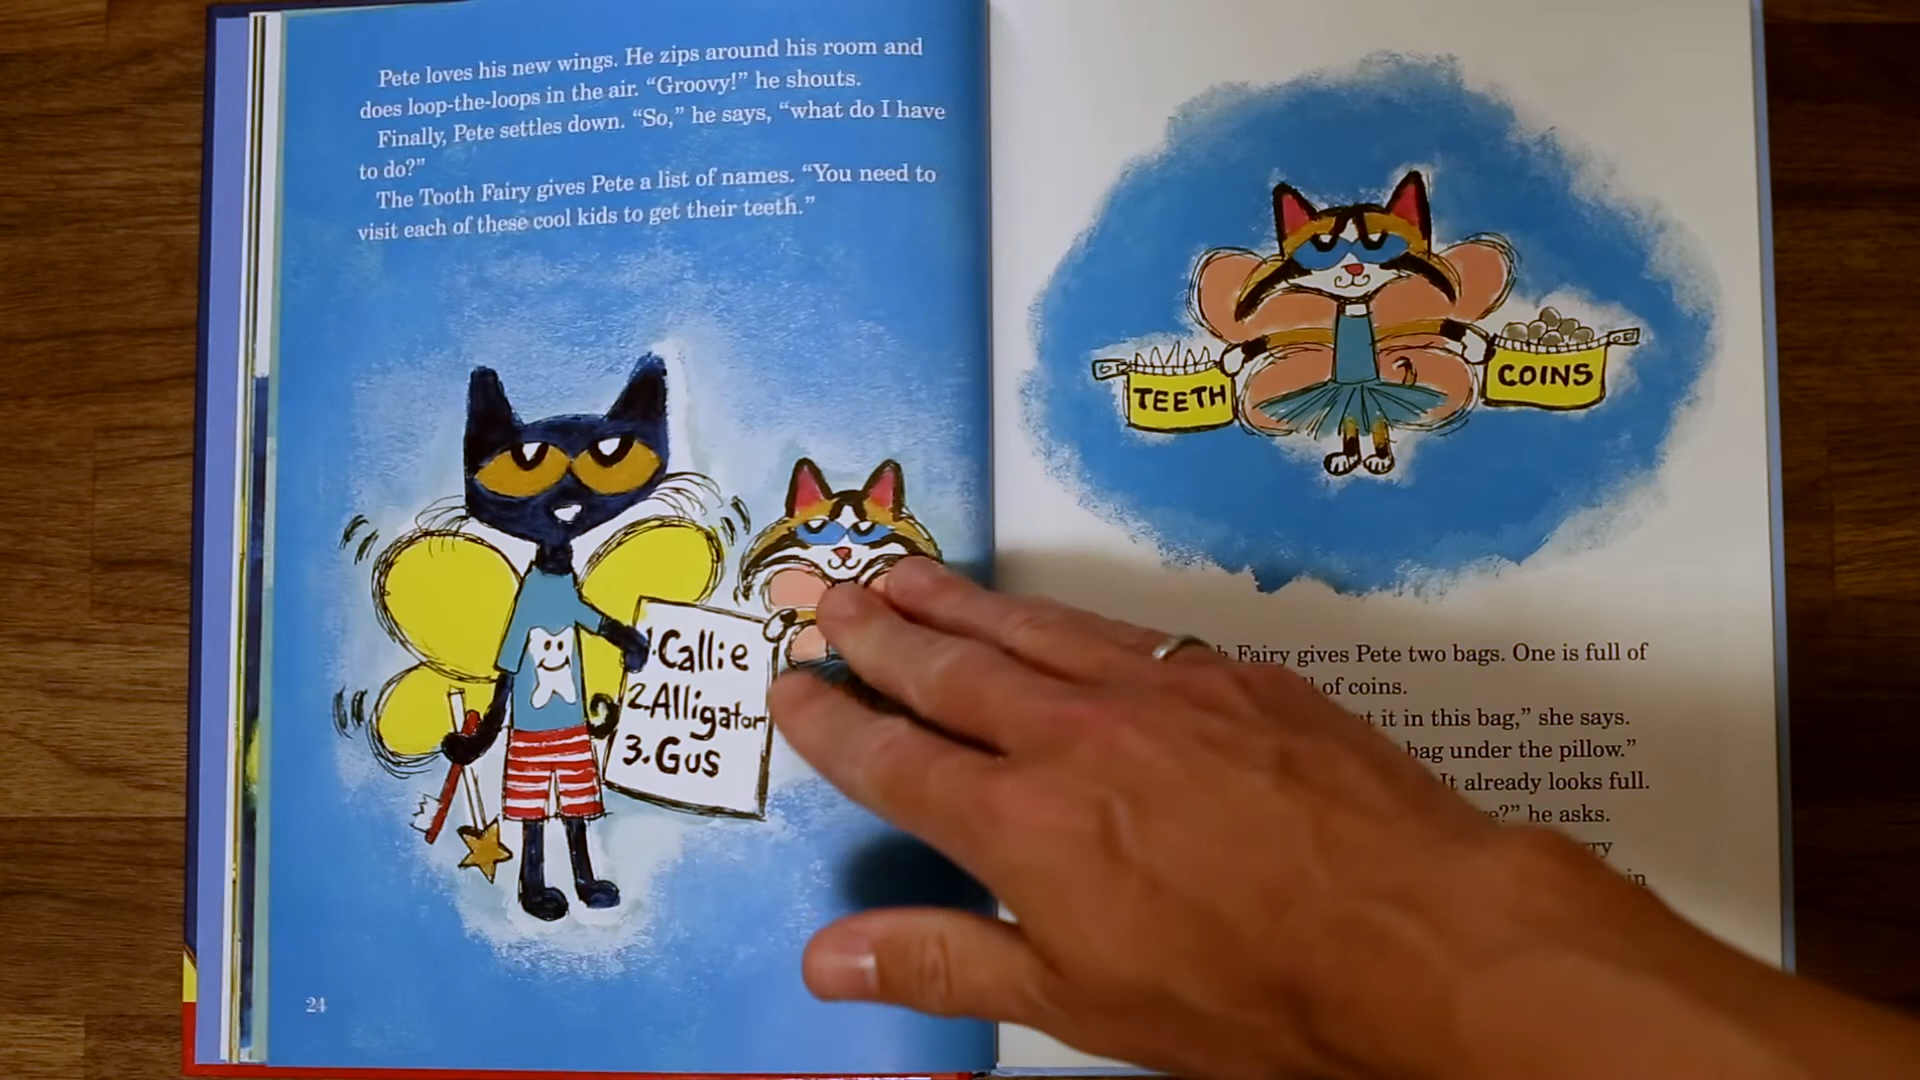 Pete loves his new wings. He zips around his room and
does loop-the-loops in the air. “Groovy!” he shouts.
Finally, Pete settles down. “So,” he says, “what do I have
to do?”
The Tooth Fairy gives Pete a list of names. “You need to
visit each of these cool kids to get their teeth.”
1.Callie
2.Alligator
3.Gus
24
TEETH
COINS
Fairy gives Pete two bags. One is full of
of coins.
it in this bag,” she says.
bag under the pillow.”
It already looks full.
he asks.
in